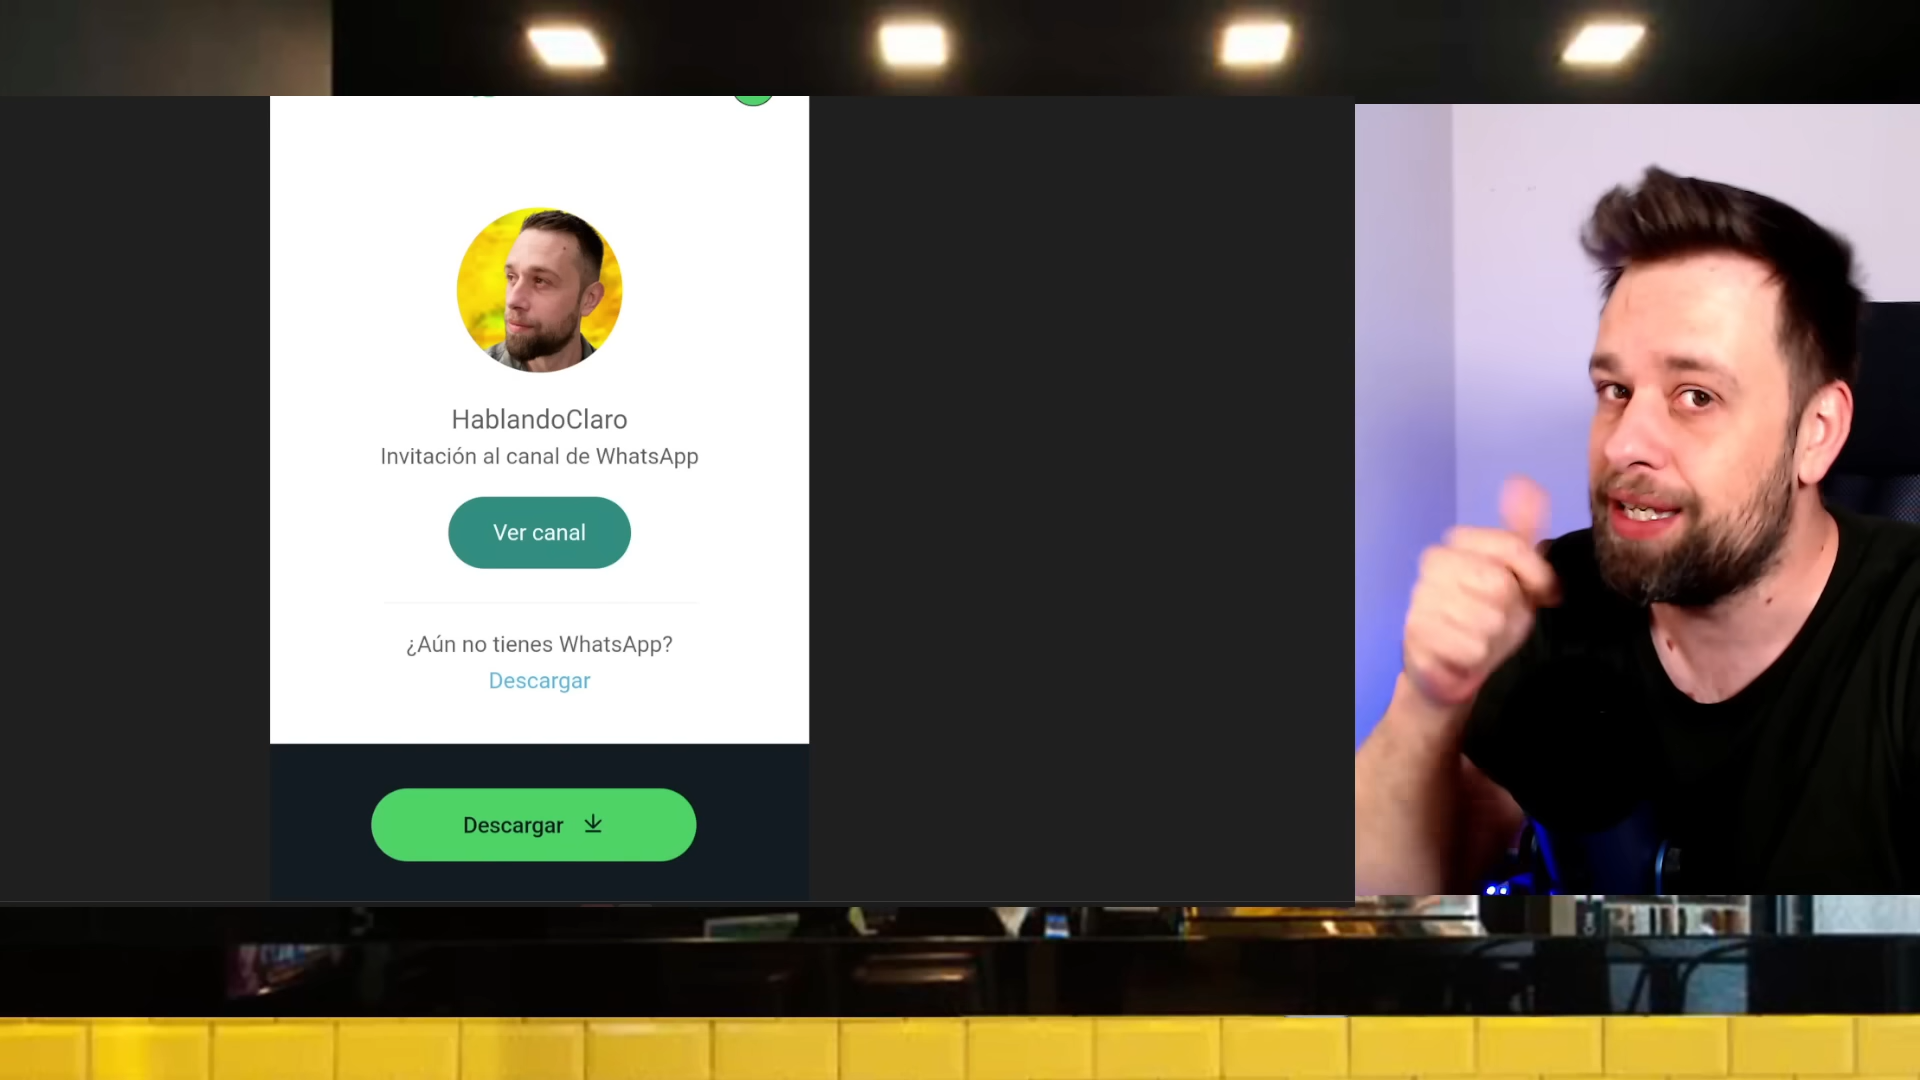 HablandoClaro
Invitación al canal de WhatsApp
Ver canal
¿Aún no tienes WhatsApp?
Descargar
Descargar